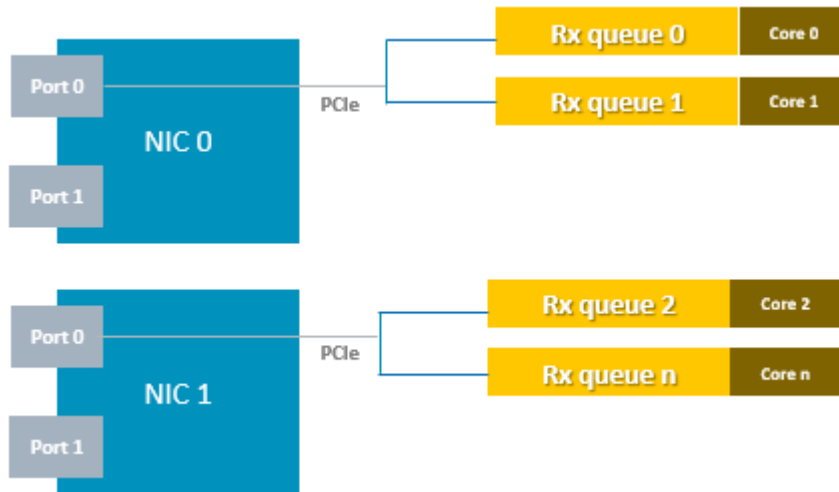 Rx queue 0
Core 0
Port 0
PCIe
Rx queue 1
Core 1
NIC 0
Port 1
Rx queue 2
Core 2
Port 0
PCIe
Rx queue n
Core n
NIC 1
Port 1